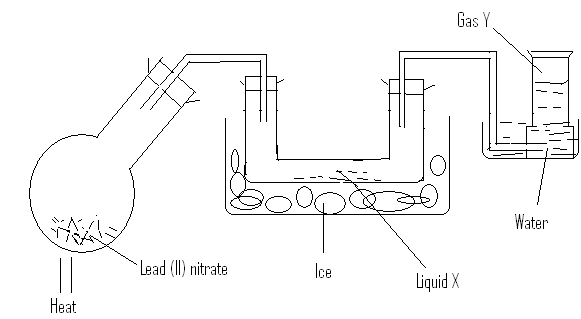 Gas Y
Water
Lead (II) nitrate
Ice
Liquid X
Heat